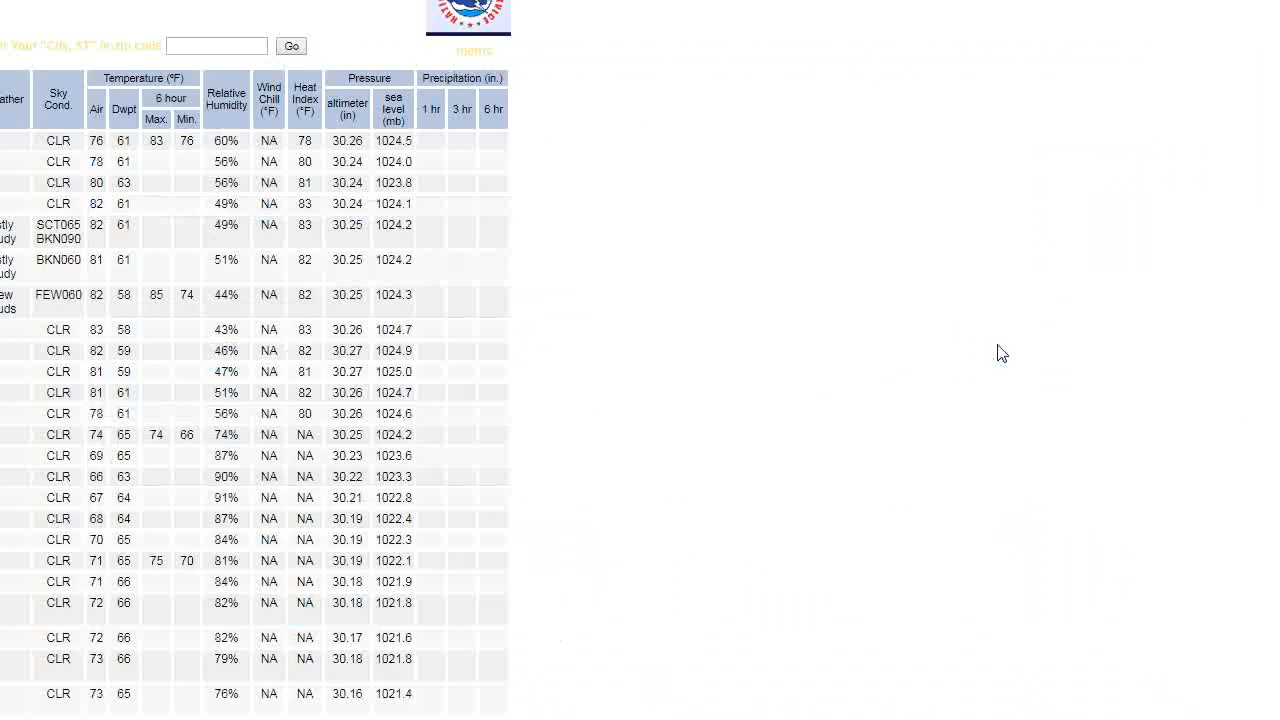 Your "City, ST" or zip code Go
metric
Sky Cond. Temperature (ºF) Relative Humidity Wind Chill (°F) Heat Index (°F) Pressure Precipitation (in.)
Air Dwpt 6 hour altimeter (in) sea level (mb) 1 hr 3 hr 6 hr
Max. Min.
CLR 76 61 83 76 60% NA 78 30.26 1024.5
CLR 78 61 56% NA 80 30.24 1024.0
CLR 80 63 56% NA 81 30.24 1023.8
CLR 82 61 49% NA 83 30.24 1024.1
SCT065 BKN090 82 61 49% NA 83 30.25 1024.2
BKN060 81 61 51% NA 82 30.25 1024.2
FEW060 82 58 85 74 44% NA 82 30.25 1024.3
CLR 83 58 43% NA 83 30.26 1024.7
CLR 82 59 46% NA 82 30.27 1024.9
CLR 81 59 47% NA 81 30.27 1025.0
CLR 81 61 51% NA 82 30.26 1024.7
CLR 78 61 56% NA 80 30.26 1024.6
CLR 74 65 74 66 74% NA NA 30.25 1024.2
CLR 69 65 87% NA NA 30.23 1023.6
CLR 66 63 90% NA NA 30.22 1023.3
CLR 67 64 91% NA NA 30.21 1022.8
CLR 68 64 87% NA NA 30.19 1022.4
CLR 70 65 84% NA NA 30.19 1022.3
CLR 71 65 75 70 81% NA NA 30.19 1022.1
CLR 71 66 84% NA NA 30.18 1021.9
CLR 72 66 82% NA NA 30.18 1021.8
CLR 72 66 82% NA NA 30.17 1021.6
CLR 73 66 79% NA NA 30.18 1021.8
CLR 73 65 76% NA NA 30.16 1021.4